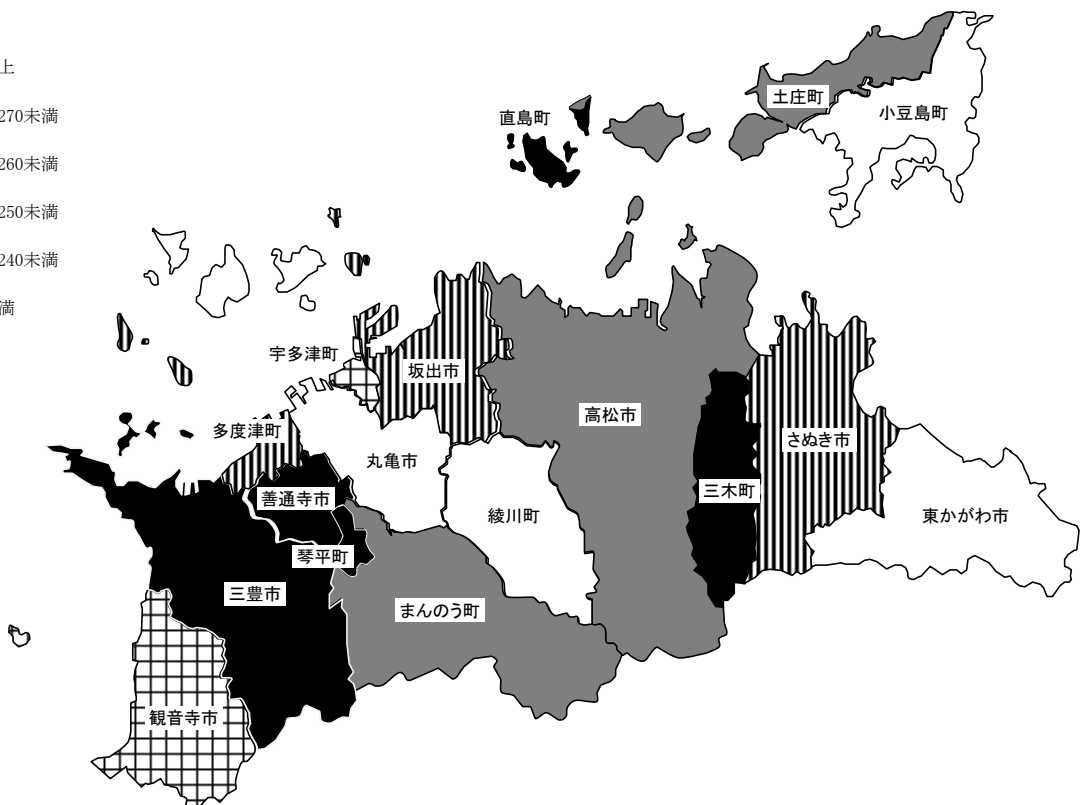 上
270未満
260未満
250未満
240未満
満
土庄町
小豆島町
直島町
宇多津町
坂出市
高松市
多度津町
丸亀市
さぬき市
善通寺市
三木町
綾川町
東かがわ市
琴平町
三豊市
まんのう町
観音寺市